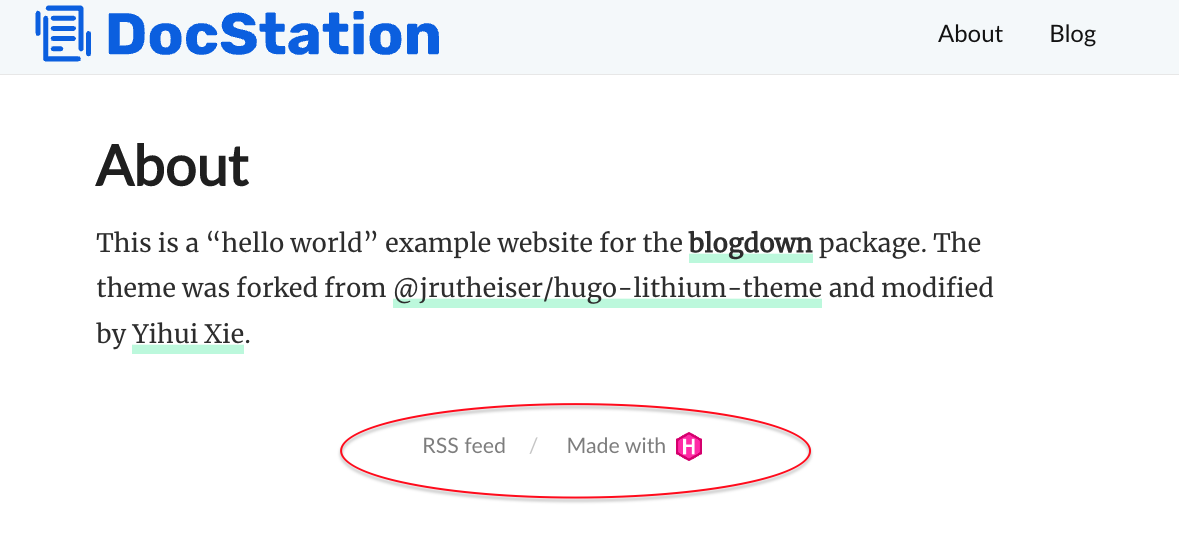 DocStation
About Blog
About
This is a “hello world” example website for the blogdown package. The
theme was forked from @jrutheiser/hugo-lithium-theme and modified
by Yihui Xie.
RSS feed / Made with H